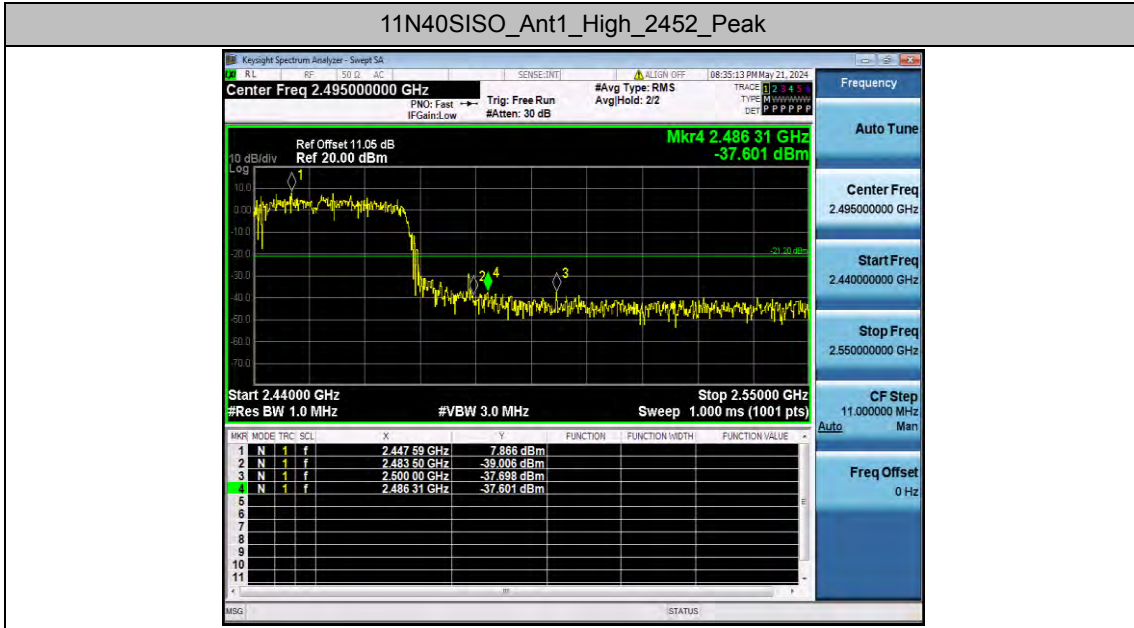 11N40SISO_Ant1_High_2452_Peak
Keysight Spectrum Analyzer - Swept SA
RL RF 50 Ω AC SENSE:INT ALIGN OFF 08:35:13 PM May 21, 2024
Center Freq 2.495000000 GHz
PNO: Fast
IFGain:Low
Trig: Free Run
#Atten: 30 dB
#Avg Type: RMS
Avg|Hold: 2/2
TRACE 1 2 3 4 5 6
TYPE M WWWWW
DET P P P P P P
Ref Offset 11.05 dB
10 dB/div Ref 20.00 dBm
Log
Mkr4 2.486 31 GHz
-37.601 dBm
10.0
0.00
-10.0
-20.0
-30.0
-40.0
-50.0
-60.0
-70.0
1
2
4
3
-21.20 dBm
Start 2.44000 GHz Stop 2.55000 GHz
#Res BW 1.0 MHz #VBW 3.0 MHz Sweep 1.000 ms (1001 pts)
MKR MODE TRC SCL X Y FUNCTION FUNCTION WIDTH FUNCTION VALUE
1 N 1 f 2.447 59 GHz 7.866 dBm
2 N 1 f 2.483 50 GHz -39.006 dBm
3 N 1 f 2.500 00 GHz -37.698 dBm
4 N 1 f 2.486 31 GHz -37.601 dBm
5
6
7
8
9
10
11
MSG STATUS
Frequency
Auto Tune
Center Freq
2.495000000 GHz
Start Freq
2.440000000 GHz
Stop Freq
2.550000000 GHz
CF Step
11.000000 MHz
Auto Man
Freq Offset
0 Hz